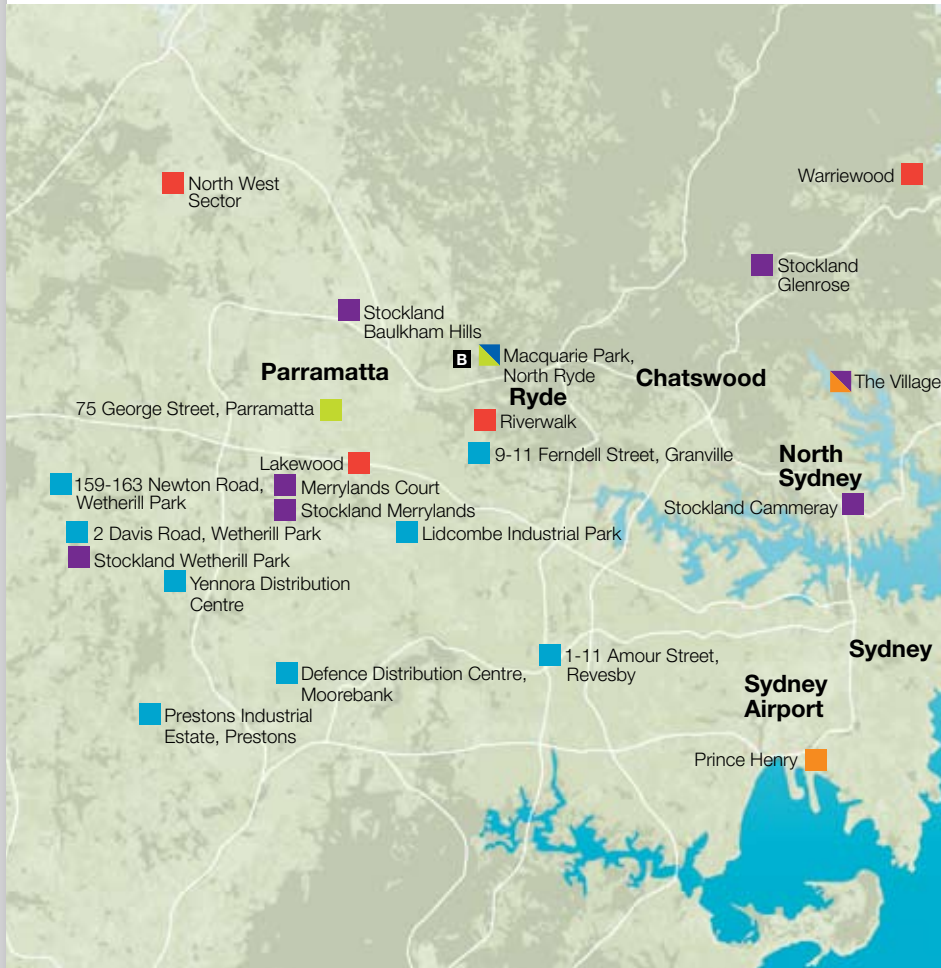 North West
Sector
Warriewood
Stockland
Glenrose
Stockland
Baulkham Hills
B
Macquarie Park,
North Ryde
Parramatta
Chatswood
The Village
Ryde
75 George Street, Parramatta
Riverwalk
9-11 Ferndell Street, Granville
North
Sydney
Lakewood
159-163 Newton Road,
Wetherill Park
Merrylands Court
Stockland Merrylands
Stockland Cammeray
2 Davis Road, Wetherill Park
Lidcombe Industrial Park
Stockland Wetherill Park
Yennora Distribution
Centre
Sydney
1-11 Amour Street,
Revesby
Defence Distribution Centre,
Moorebank
Sydney
Airport
Prestons Industrial
Estate, Prestons
Prince Henry